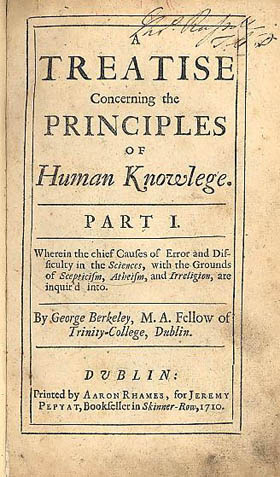 A
TREATISE
Concerning the
PRINCIPLES
OF
Human Knowlege.
PART I.
Wherein the chief Causes of Error and Dif-
ficulty in the Sciences, with the Grounds
of Scepticiſm, Atheiſm, and Irreligion, are
inquir'd into.
By George Berkeley, M. A. Fellow of
Trinity-College, Dublin.
DUBLIN:
Printed by AARON RHAMES, for JEREMY
PEPYAT, Bookſeller in Skinner-Row, 1710.